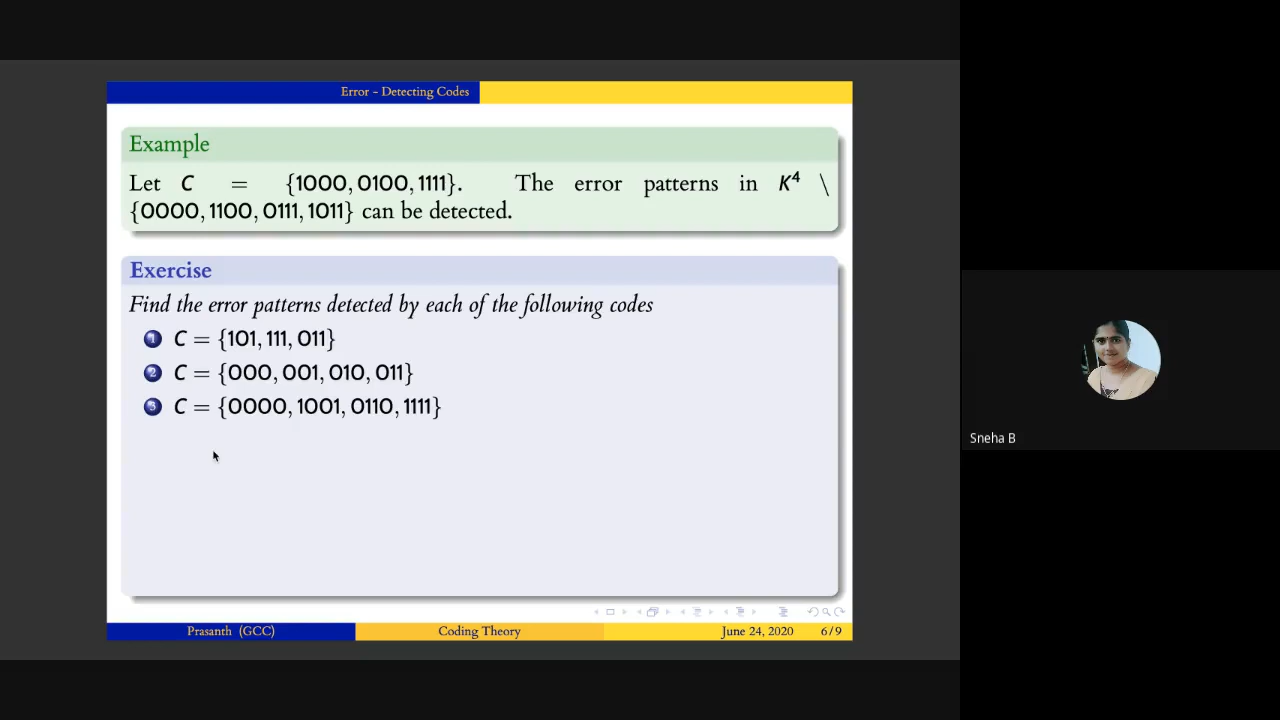 Error - Detecting Codes
Example
Let C = {1000, 0100, 1111}. The error patterns in K⁴ \
{0000, 1100, 0111, 1011} can be detected.
Exercise
Find the error patterns detected by each of the following codes
1 C = {101, 111, 011}
2 C = {000, 001, 010, 011}
3 C = {0000, 1001, 0110, 1111}
Sneha B
Prasanth (GCC) Coding Theory June 24, 2020 6/9